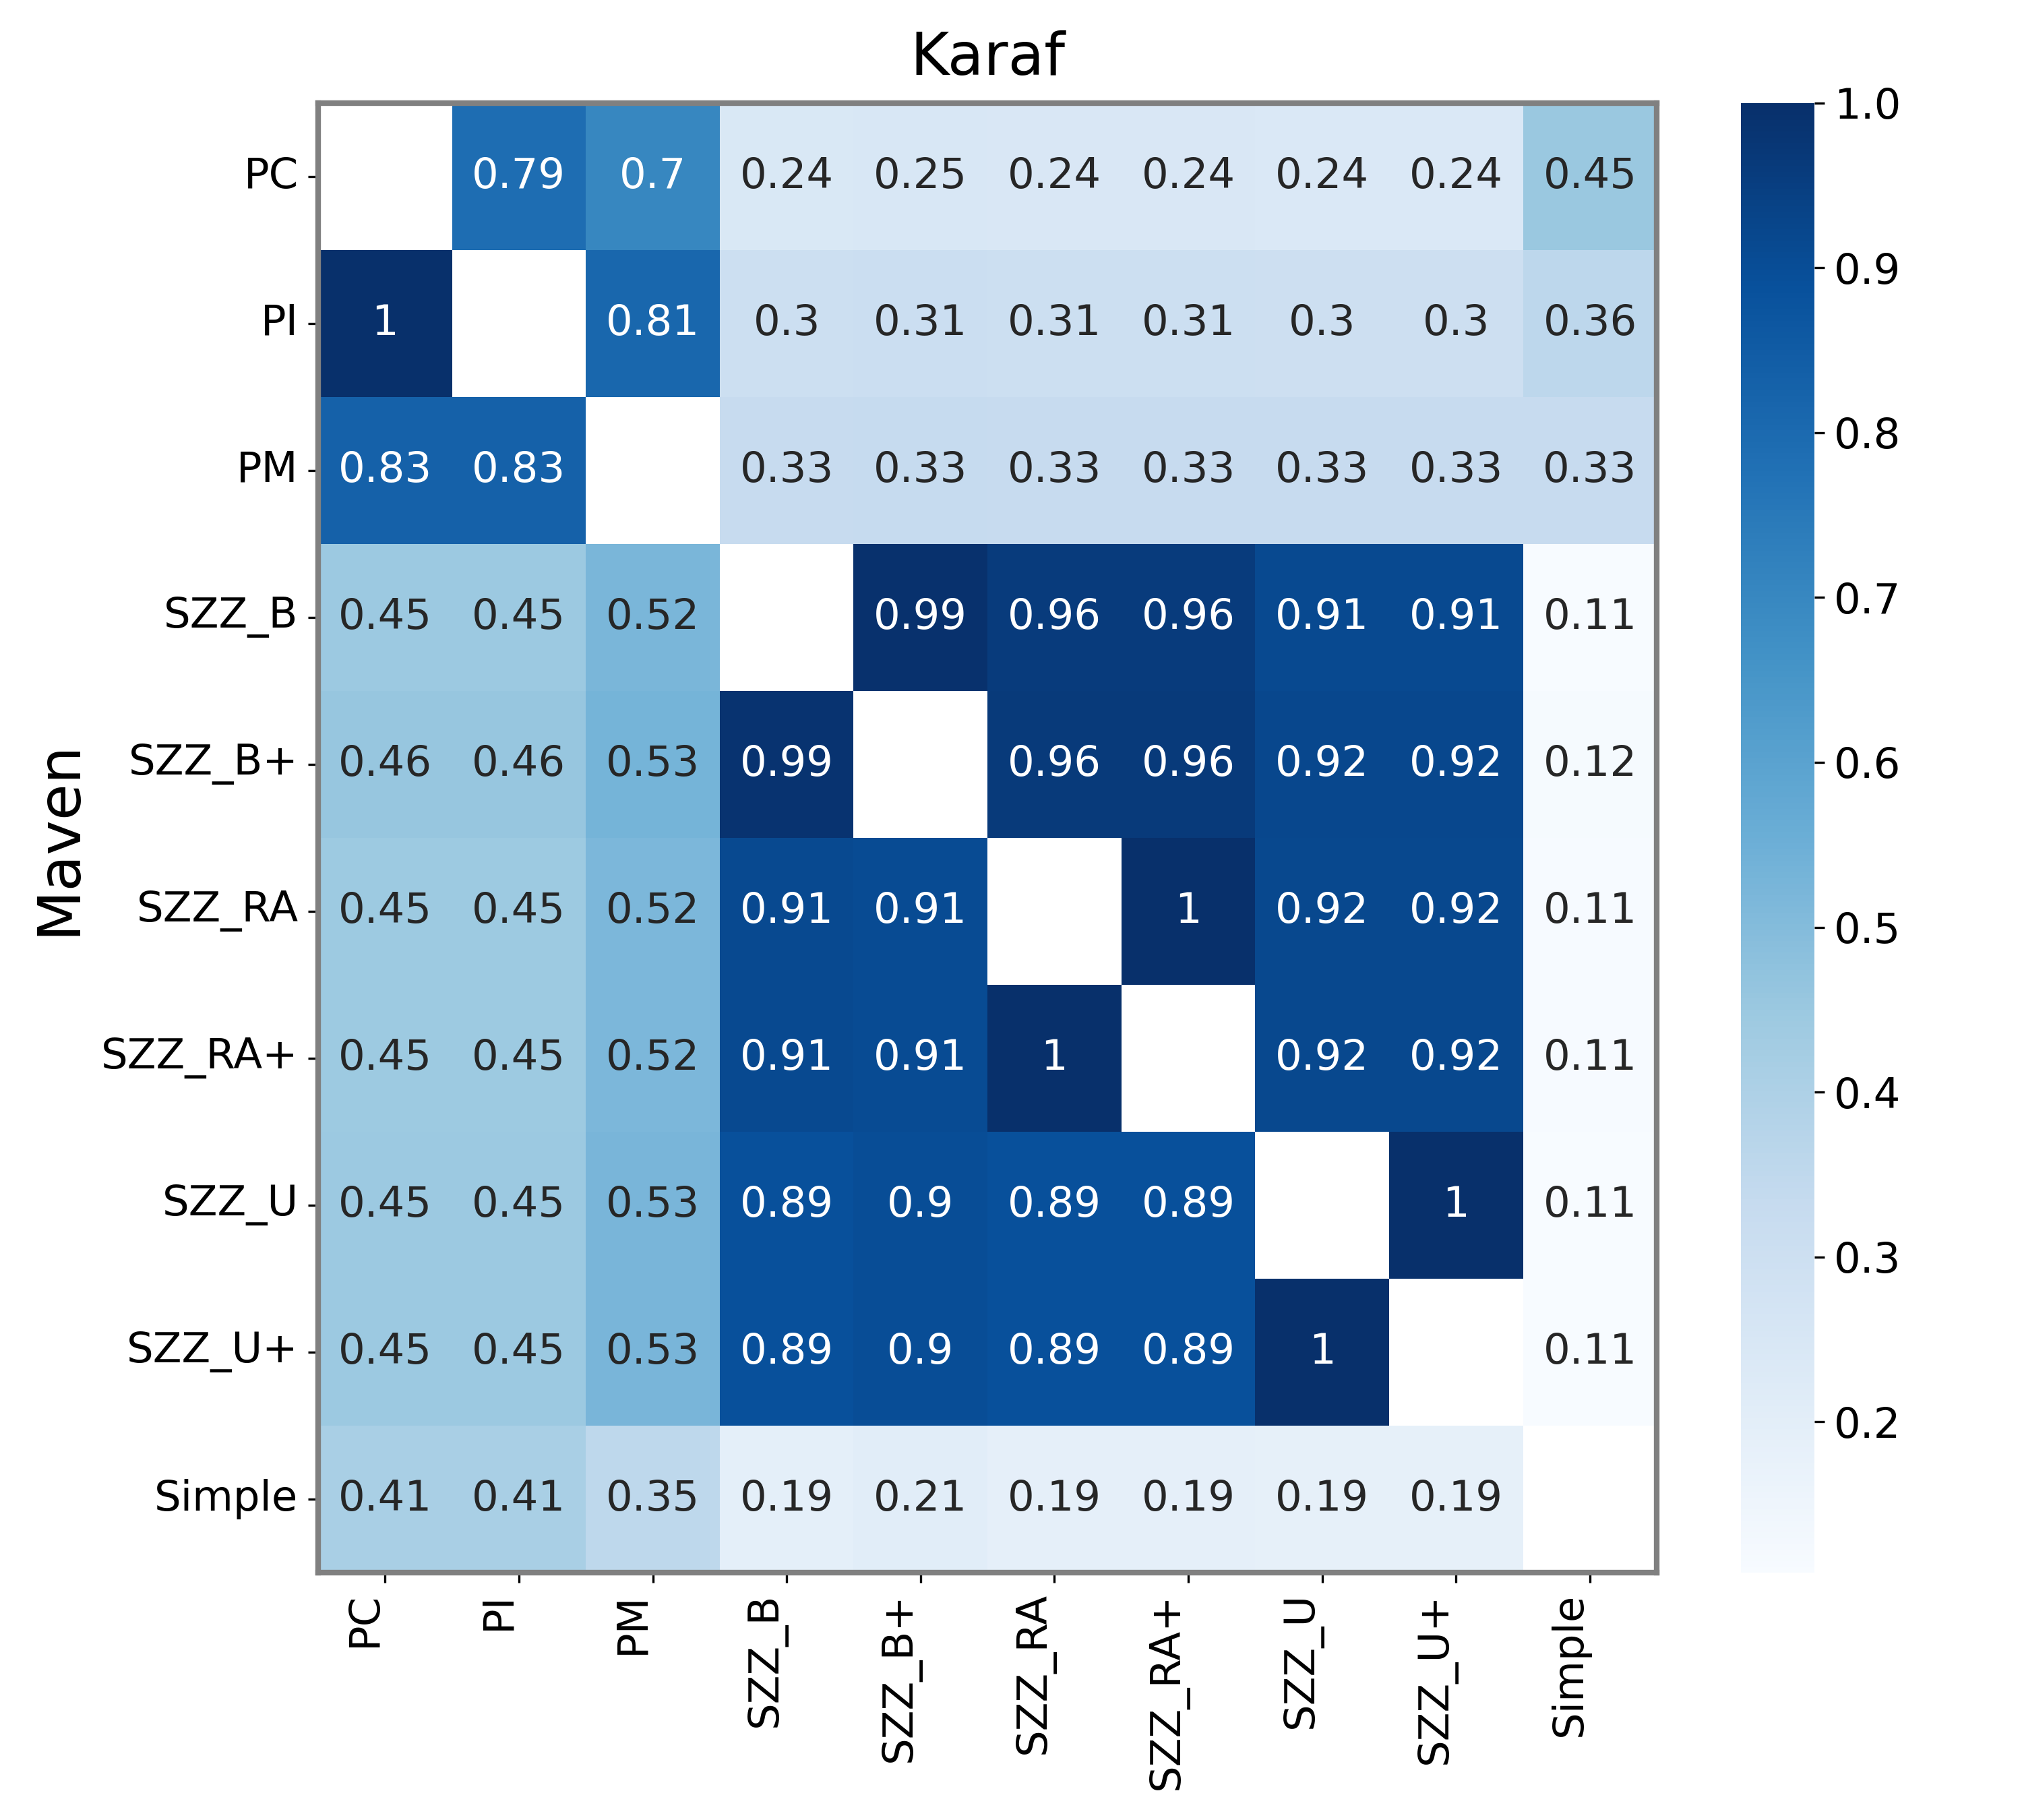 Karaf
PC 0.79 0.7 0.24 0.25 0.24 0.24 0.24 0.24 0.45
PI 1 0.81 0.3 0.31 0.31 0.31 0.3 0.3 0.36
PM 0.83 0.83 0.33 0.33 0.33 0.33 0.33 0.33 0.33
SZZ_B 0.45 0.45 0.52 0.99 0.96 0.96 0.91 0.91 0.11
SZZ_B+ 0.46 0.46 0.53 0.99 0.96 0.96 0.92 0.92 0.12
SZZ_RA 0.45 0.45 0.52 0.91 0.91 1 0.92 0.92 0.11
SZZ_RA+ 0.45 0.45 0.52 0.91 0.91 1 0.92 0.92 0.11
SZZ_U 0.45 0.45 0.53 0.89 0.9 0.89 0.89 1 0.11
SZZ_U+ 0.45 0.45 0.53 0.89 0.9 0.89 0.89 1 0.11
Simple 0.41 0.41 0.35 0.19 0.21 0.19 0.19 0.19 0.19
PC PI PM SZZ_B SZZ_B+ SZZ_RA SZZ_RA+ SZZ_U SZZ_U+ Simple
Maven
1.0
0.9
0.8
0.7
0.6
0.5
0.4
0.3
0.2